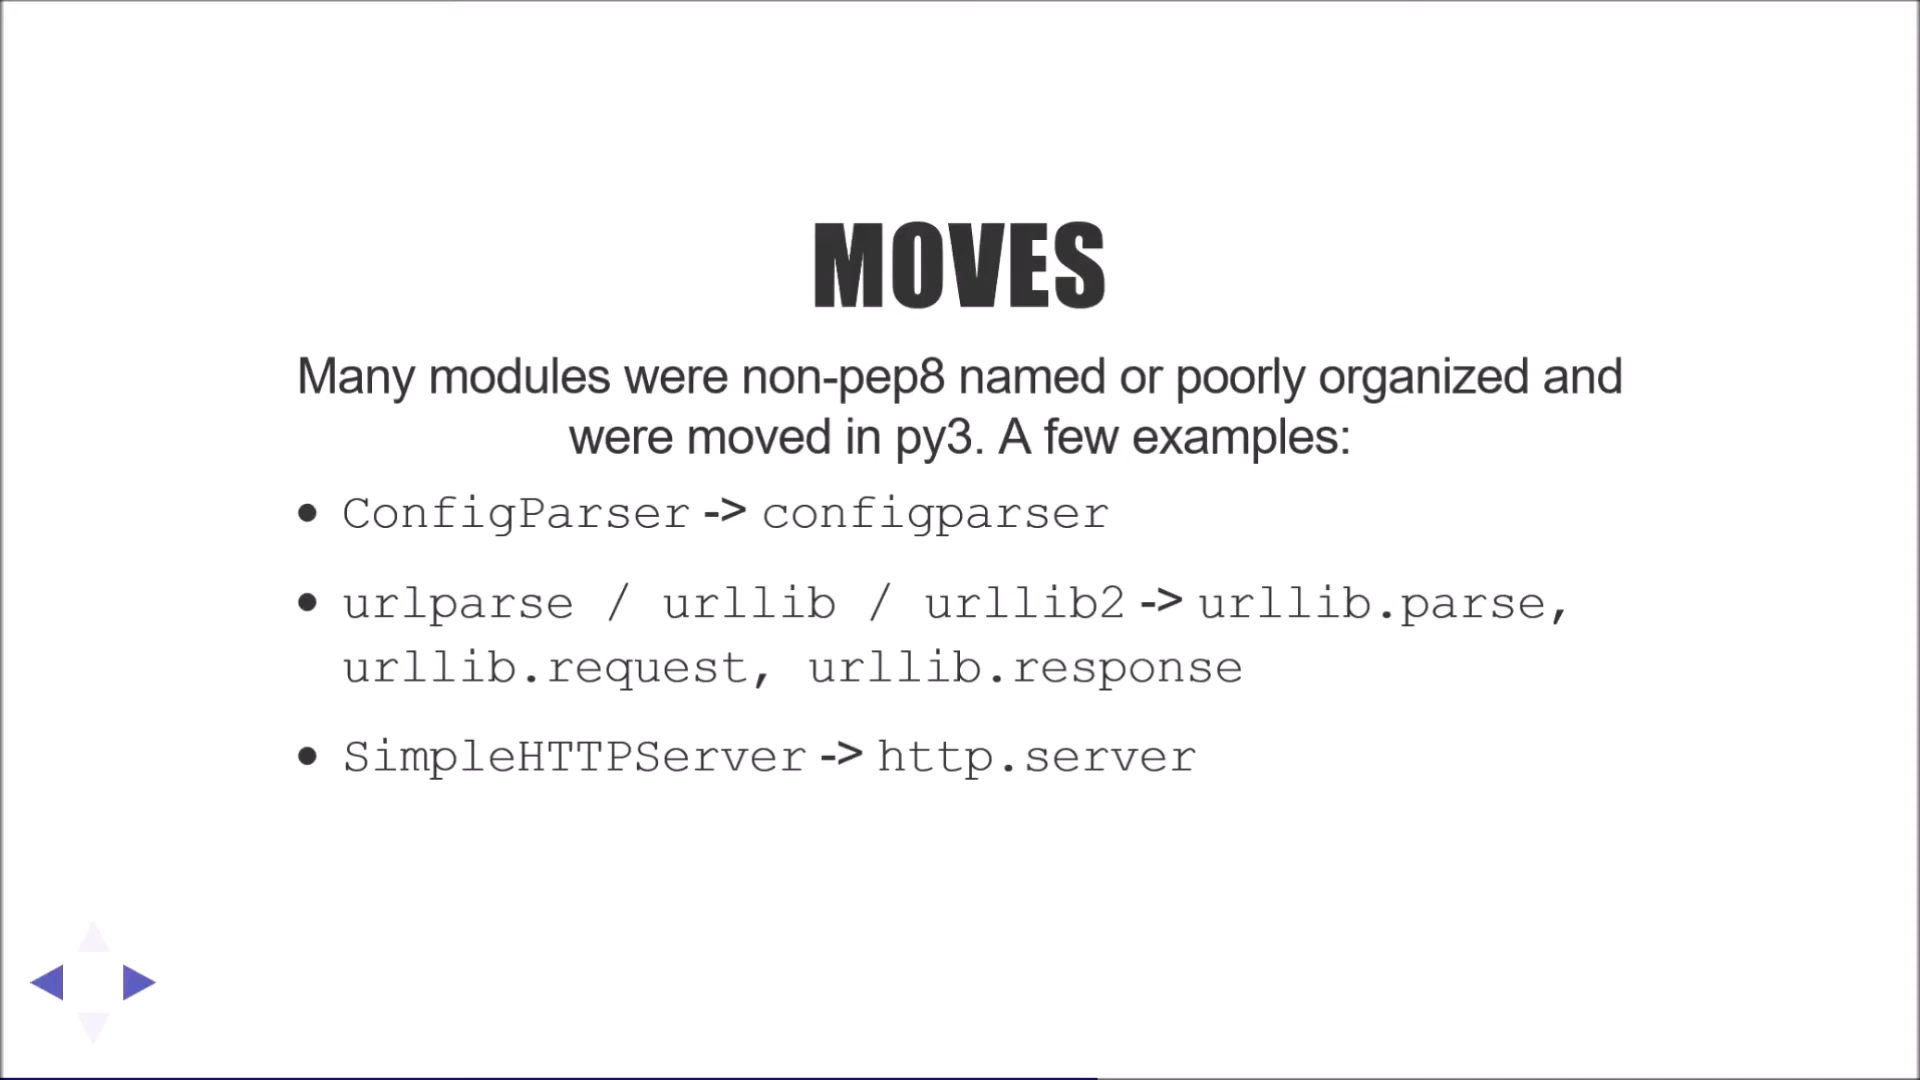 MOVES
Many modules were non-pep8 named or poorly organized and
were moved in py3. A few examples:
• ConfigParser -> configparser
• urlparse / urllib / urllib2 -> urllib.parse,
urllib.request, urllib.response
• SimpleHTTPServer -> http.server